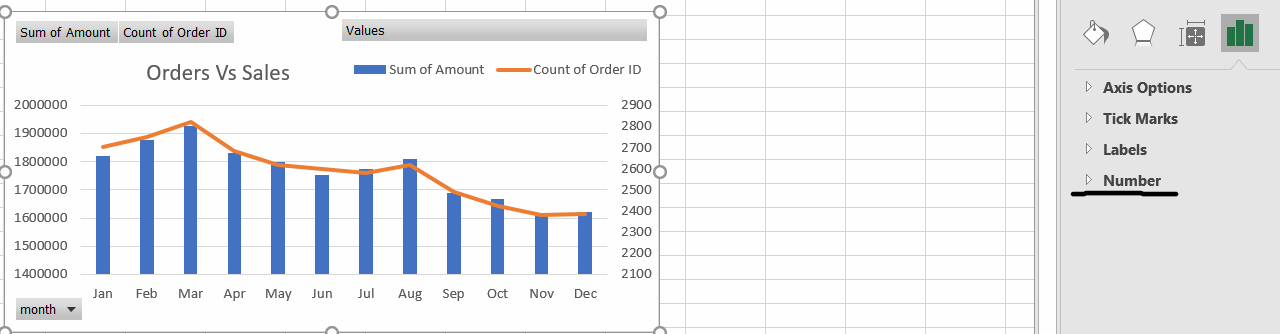 Sum of Amount Count of Order ID Values
Orders Vs Sales
Sum of Amount Count of Order ID
2000000 2900
1900000 2800
1800000 2700
1700000 2600
1600000 2500
1500000 2400
1400000 2300
2200
2100
Jan Feb Mar Apr May Jun Jul Aug Sep Oct Nov Dec
month
Axis Options
Tick Marks
Labels
Number